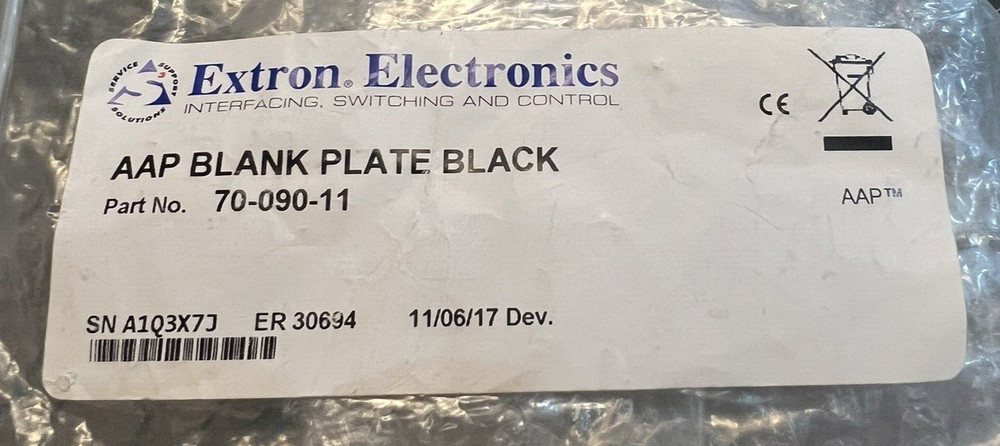 SERVICE SUPPORT SOLUTIONS
Extron® Electronics
INTERFACING, SWITCHING AND CONTROL
CE
AAP BLANK PLATE BLACK
Part No. 70-090-11
AAP™
SN A1Q3X7J ER 30694 11/06/17 Dev.